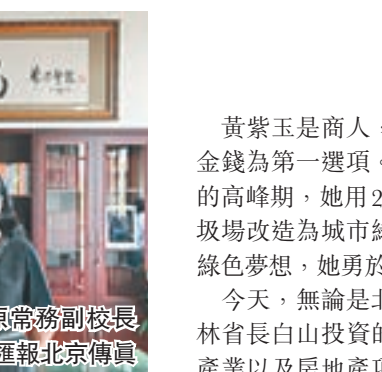 原常務副校長
匯報北京傳真
黃紫玉是商人，
金錢為第一選項。
的高峰期，她用2
圾場改造為城市綠
綠色夢想，她勇於
今天，無論是北
林省長白山投資的
產業以及房地產項